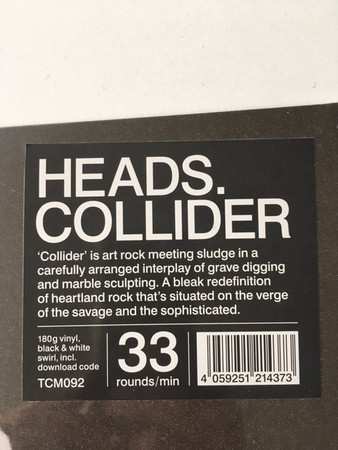 HEADS.
COLLIDER
‘Collider’ is art rock meeting sludge in a
carefully arranged interplay of grave digging
and marble sculpting. A bleak redefinition
of heartland rock that’s situated on the verge
of the savage and the sophisticated.
180g vinyl,
black & white
swirl, incl.
download code
TCM092
33
rounds/min
4 059251 214373